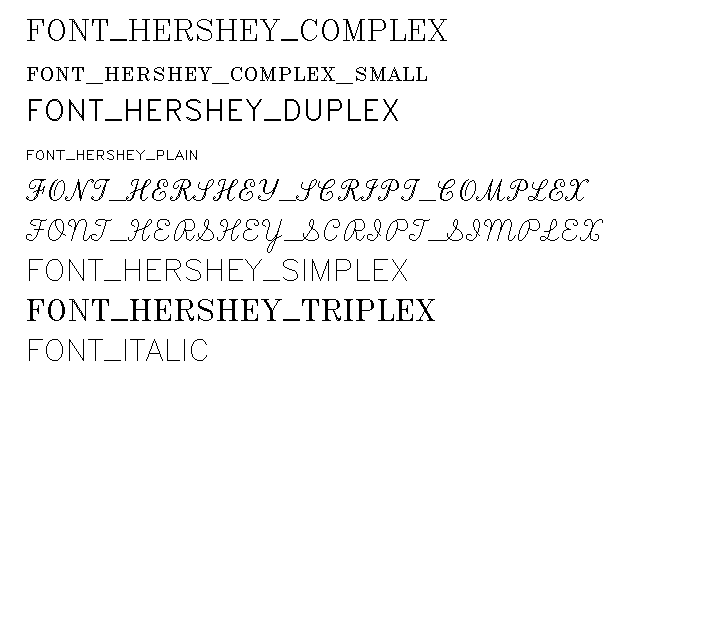 FONT_HERSHEY_COMPLEX
FONT_HERSHEY_COMPLEX_SMALL
FONT_HERSHEY_DUPLEX
FONT_HERSHEY_PLAIN
FONT_HERSHEY_SCRIPT_COMPLEX
FONT_HERSHEY_SCRIPT_SIMPLEX
FONT_HERSHEY_SIMPLEX
FONT_HERSHEY_TRIPLEX
FONT_ITALIC